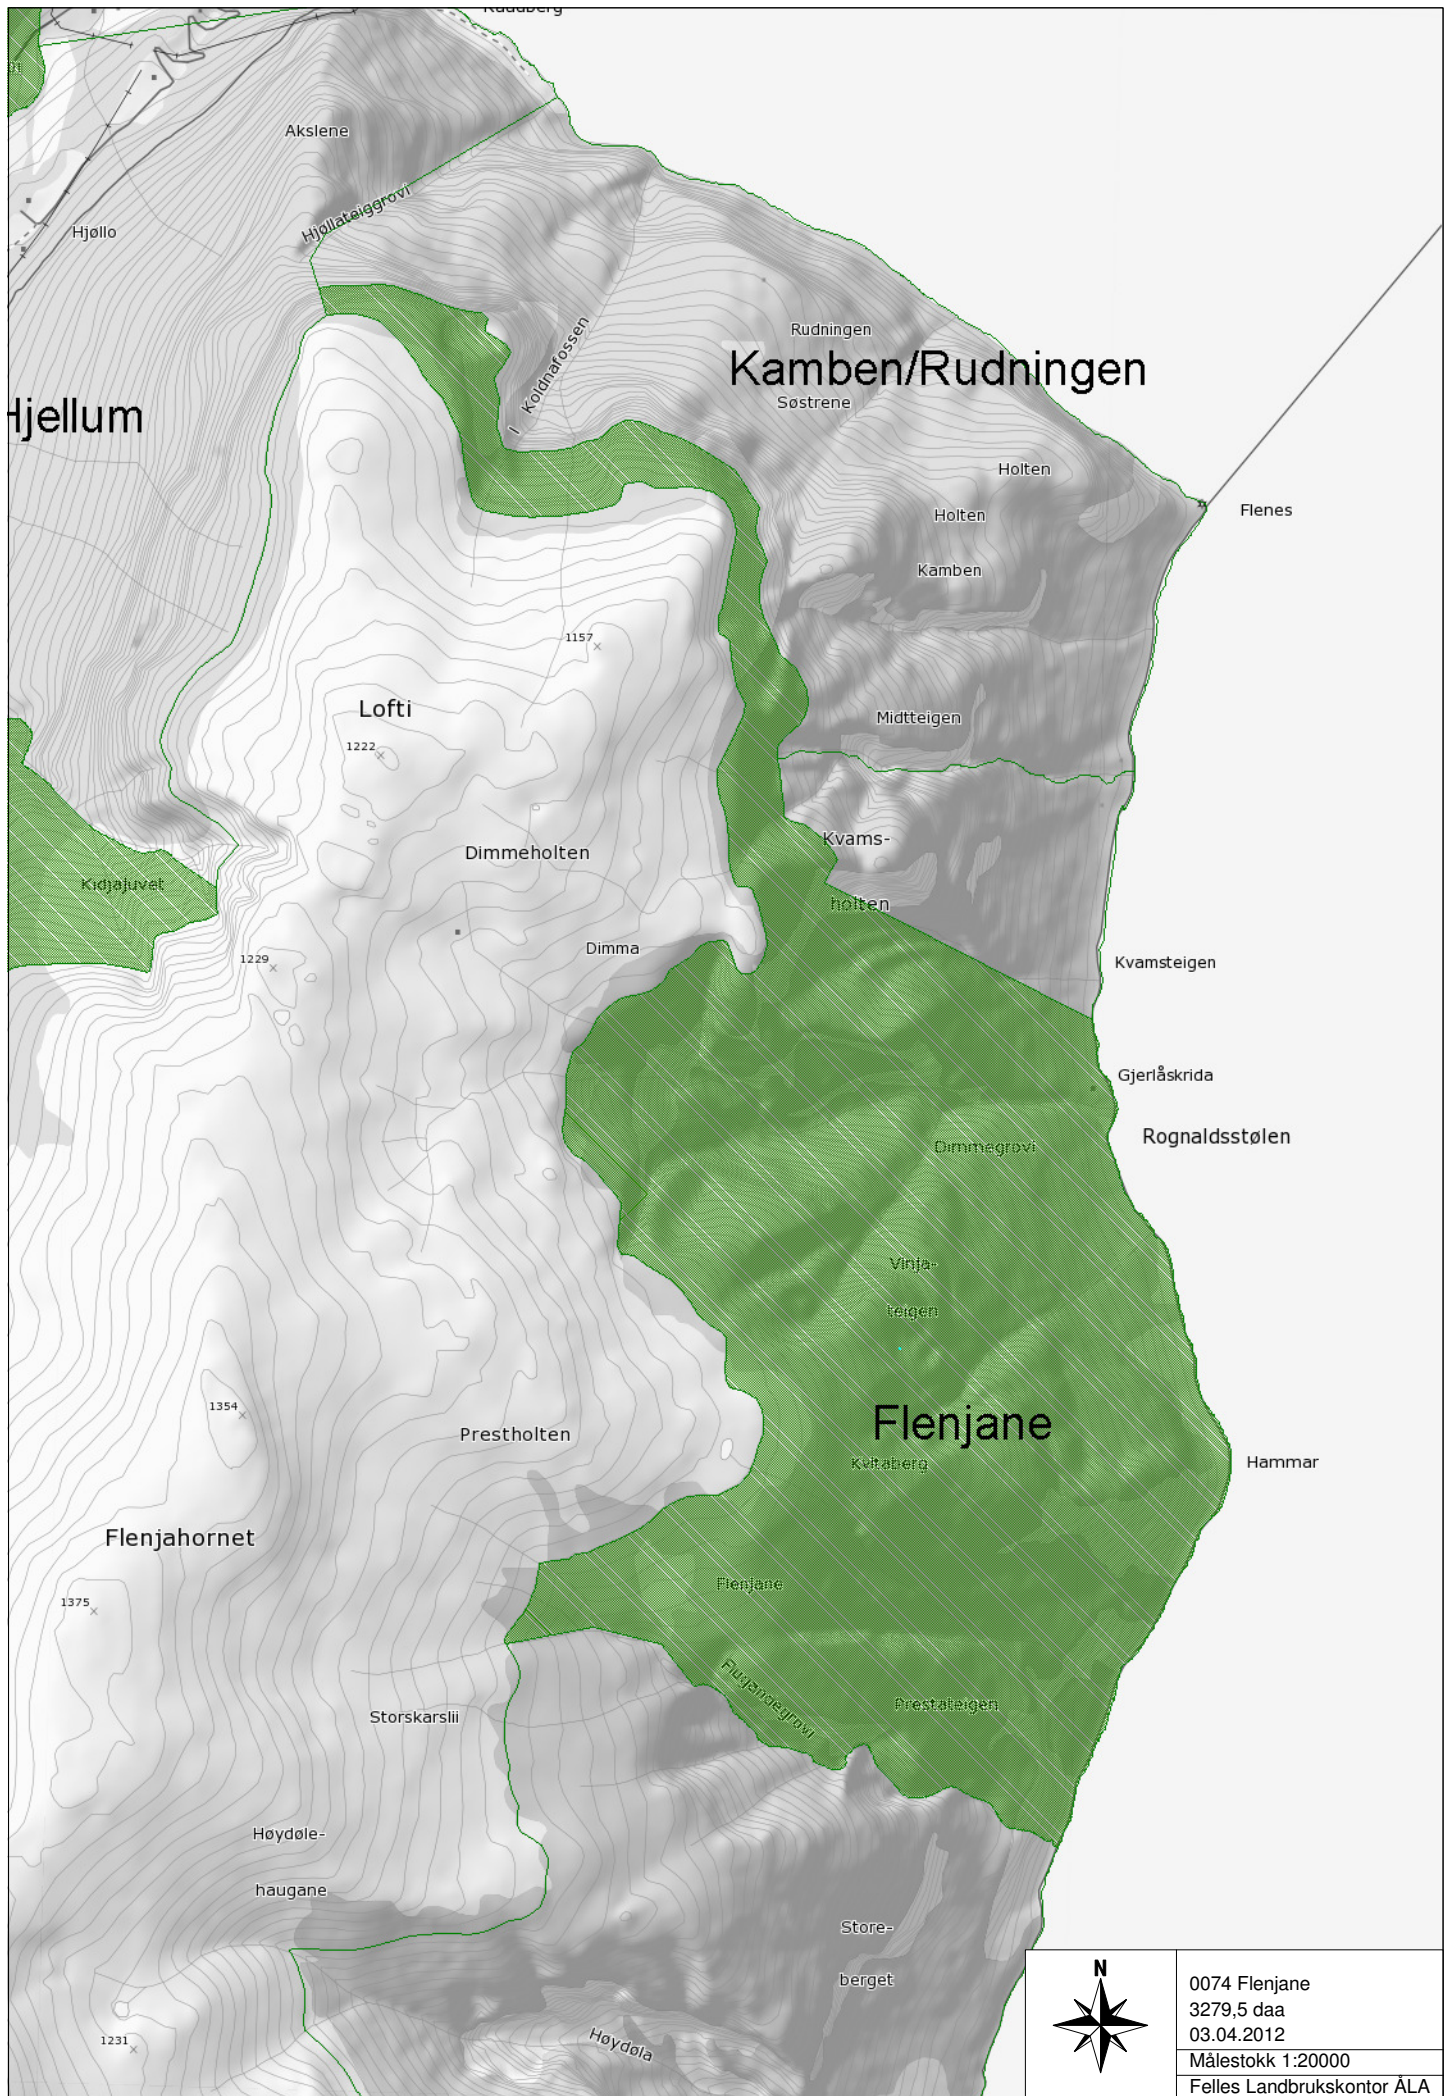 Akslene
Hjøllateiggrovi
Hjøllo
I Koldnafossen
Rudningen
Kamben/Rudningen
Søstrene
Hjellum
Holten
Flenes
Holten
Kamben
1157
Lofti
Midtteigen
1222
Kvams-
Dimmeholten
Kidjajuvet
holten
Dimma
1229
Kvamsteigen
Gjerlåskrida
Rognaldsstølen
Dimmegrovi
Vinja-
teigen
1354
Flenjane
Prestholten
Kvitaberg
Hammar
Flenjahornet
Flenjane
1375
Flugandegrovi
Prestateigen
Storskarslii
Høydøle-
haugane
Store-
berget
1231
Høydøla
N
0074 Flenjane
3279,5 daa
03.04.2012
Målestokk 1:20000
Felles Landbrukskontor ÅLA